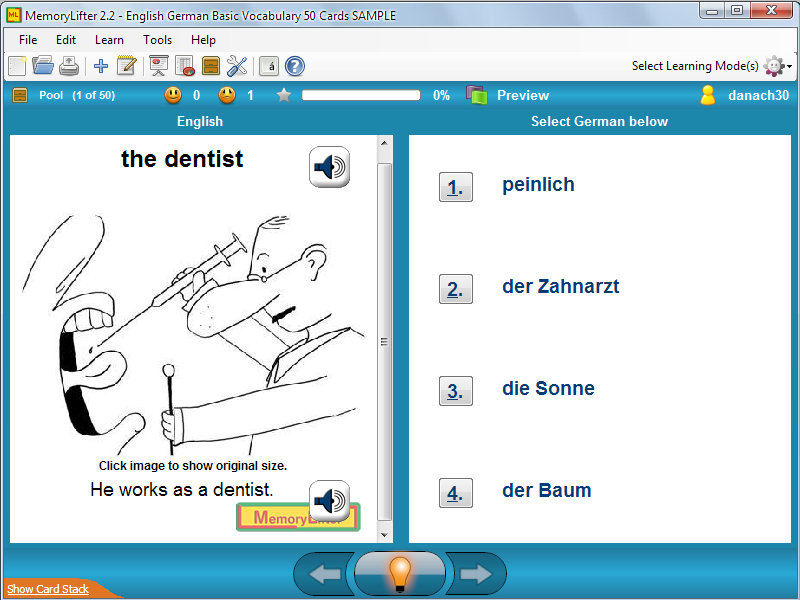 MemoryLifter 2.2 - English German Basic Vocabulary 50 Cards SAMPLE
File Edit Learn Tools Help
á ? Select Learning Mode(s)
Pool (1 of 50) 0 1 0% Preview danach30
English Select German below
the dentist
1. peinlich
2. der Zahnarzt
3. die Sonne
4. der Baum
Click image to show original size.
He works as a dentist.
MemoryLifter
Show Card Stack